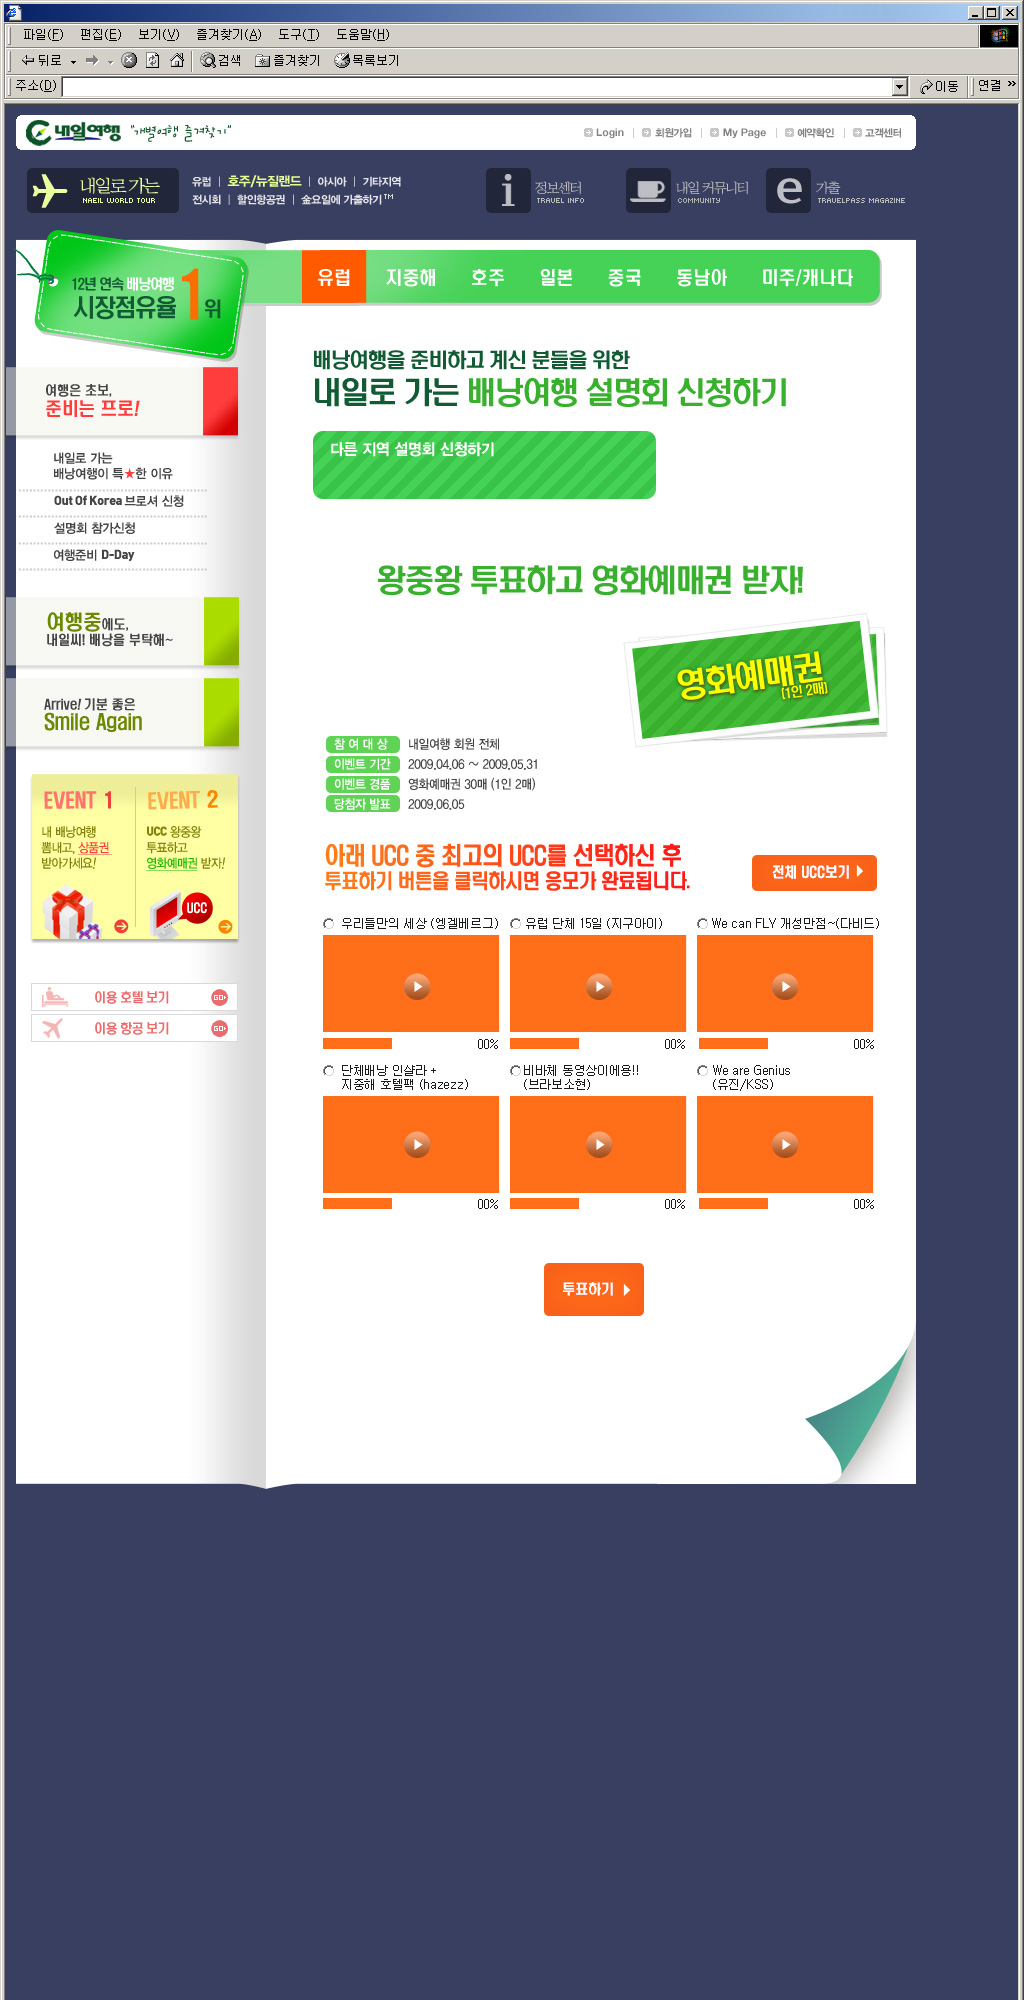 파일(F) 편집(E) 보기(V) 즐겨찾기(A) 도구(T) 도움말(H)
뒤로 검색 즐겨찾기 목록보기
주소(D) 이동 연결 »
내일여행 "개별여행 즐겨찾기" Login 회원가입 My Page 예약확인 고객센터
내일로 가는
NAEIL WORLD TOUR
유럽 | 호주/뉴질랜드 | 아시아 | 기타지역
전시회 | 할인항공권 | 금요일에 가출하기™
i 정보센터
TRAVEL INFO
내일 커뮤니티
COMMUNITY
e 가출
TRAVELPASS MAGAZINE
12년 연속 배낭여행
시장점유율 1위
유럽 지중해 호주 일본 중국 동남아 미주/캐나다
여행은 초보,
준비는 프로!
내일로 가는
배낭여행이 특★한 이유
Out Of Korea 브로셔 신청
설명회 참가신청
여행준비 D-Day
여행중에도,
내일씨! 배낭을 부탁해~
Arrive! 기분 좋은
Smile Again
EVENT 1
내 배낭여행
뽐내고, 상품권
받아가세요!
EVENT 2
UCC 왕중왕
투표하고
영화예매권 받자!
UCC
이용 호텔 보기 GO
이용 항공 보기 GO
배낭여행을 준비하고 계신 분들을 위한
내일로 가는 배낭여행 설명회 신청하기
다른 지역 설명회 신청하기
왕중왕 투표하고 영화예매권 받자!
영화예매권
(1인 2매)
참 여 대 상 내일여행 회원 전체
이벤트 기간 2009.04.06 ~ 2009.05.31
이벤트 경품 영화예매권 30매 (1인 2매)
당첨자 발표 2009.06.05
아래 UCC 중 최고의 UCC를 선택하신 후
투표하기 버튼을 클릭하시면 응모가 완료됩니다.
전체 UCC보기
우리들만의 세상 (엥겔베르그) 유럽 단체 15일 (지구아이) We can FLY 개성만점~(다비드)
00% 00% 00%
단체배낭 인샬라 +
지중해 호텔팩 (hazezz)
비바체 동영상이에용!!
(브라보소현)
We are Genius
(유진/KSS)
00% 00% 00%
투표하기